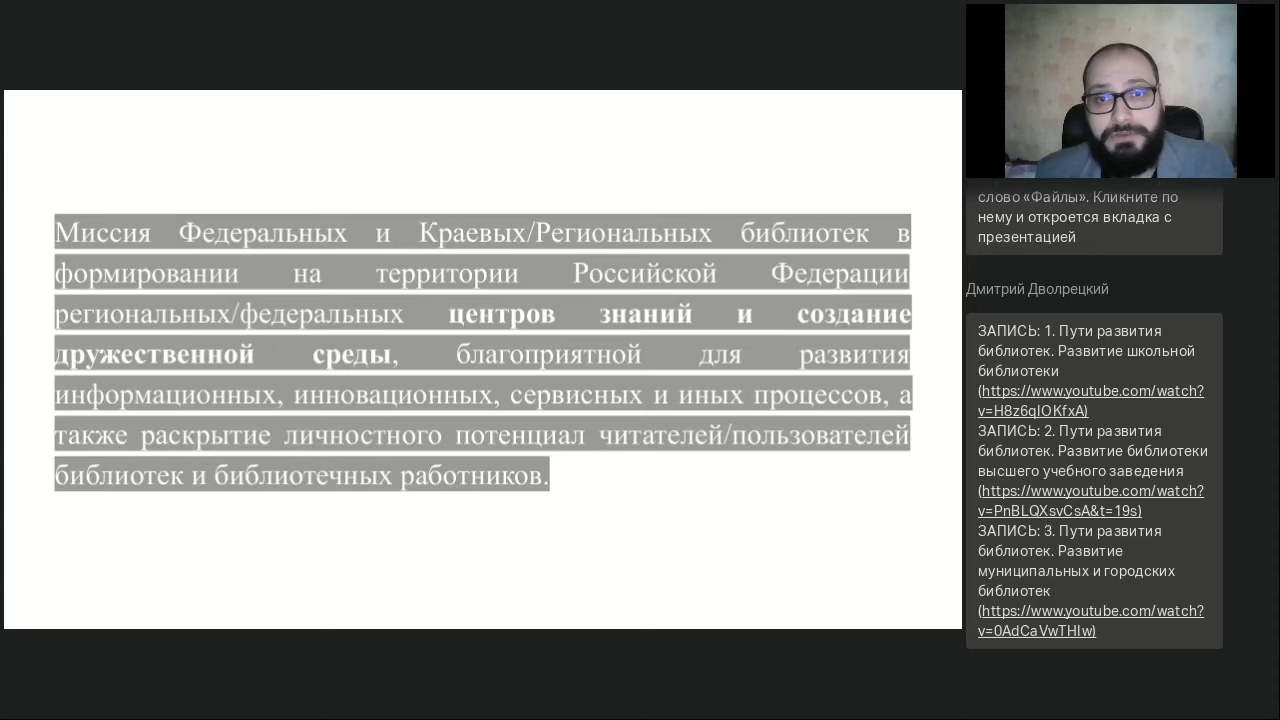 Миссия Федеральных и Краевых/Региональных библиотек в
формировании на территории Российской Федерации
региональных/федеральных центров знаний и создание
дружественной среды, благоприятной для развития
информационных, инновационных, сервисных и иных процессов, а
также раскрытие личностного потенциал читателей/пользователей
библиотек и библиотечных работников.
слово «Файлы». Кликните по
нему и откроется вкладка с
презентацией
Дмитрий Дволрецкий
ЗАПИСЬ: 1. Пути развития
библиотек. Развитие школьной
библиотеки
(https://www.youtube.com/watch?
v=H8z6qIOKfxA)
ЗАПИСЬ: 2. Пути развития
библиотек. Развитие библиотеки
высшего учебного заведения
(https://www.youtube.com/watch?
v=PnBLQXsvCsA&t=19s)
ЗАПИСЬ: 3. Пути развития
библиотек. Развитие
муниципальных и городских
библиотек
(https://www.youtube.com/watch?
v=0AdCaVwTHIw)